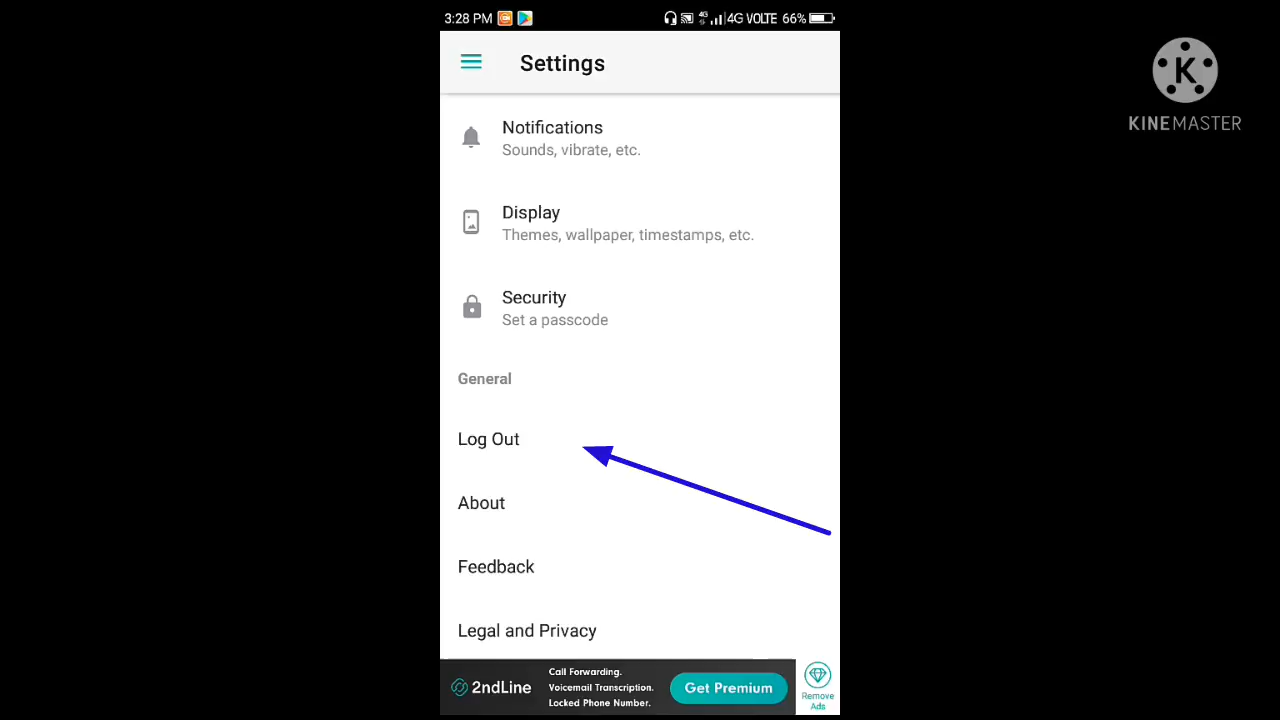 3:28 PM 4G 4G VOLTE 66%
Settings
K
KINEMASTER
Notifications
Sounds, vibrate, etc.
Display
Themes, wallpaper, timestamps, etc.
Security
Set a passcode
General
Log Out
About
Feedback
Legal and Privacy
2ndLine
Call Forwarding.
Voicemail Transcription.
Locked Phone Number.
Get Premium
Remove
Ads